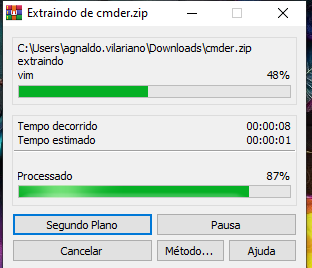 Extraindo de cmder.zip
C:\Users\agnaldo.vilariano\Downloads\cmder.zip
extraindo
vim 48%
Tempo decorrido 00:00:08
Tempo estimado 00:00:01
Processado 87%
Segundo Plano Pausa
Cancelar Método... Ajuda